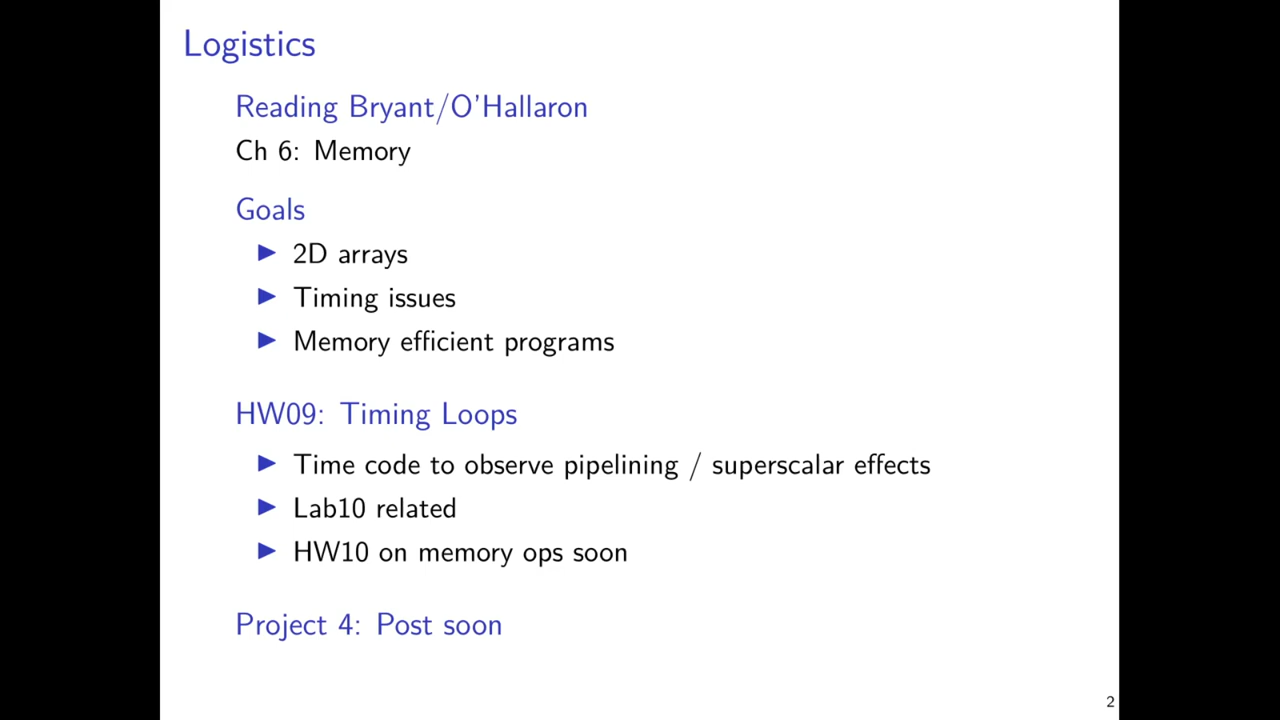 Logistics
Reading Bryant/O'Hallaron
Ch 6: Memory
Goals
▶ 2D arrays
▶ Timing issues
▶ Memory efficient programs
HW09: Timing Loops
▶ Time code to observe pipelining / superscalar effects
▶ Lab10 related
▶ HW10 on memory ops soon
Project 4: Post soon
2